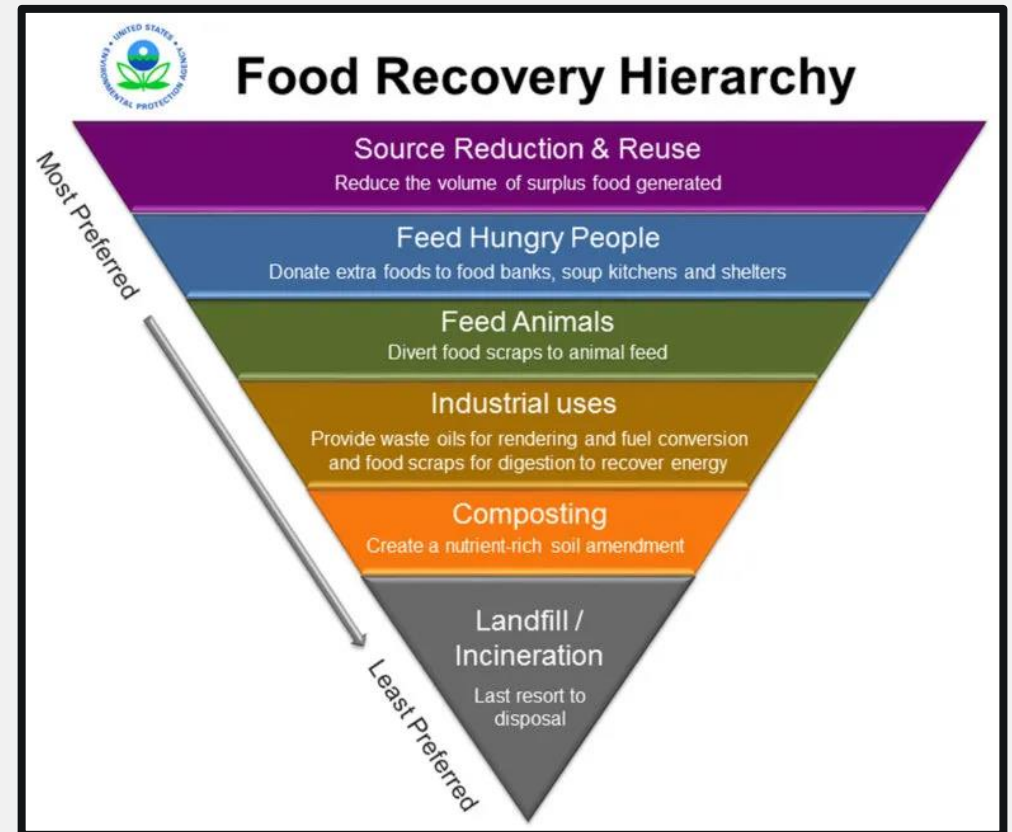 UNITED STATES
ENVIRONMENTAL PROTECTION AGENCY
Food Recovery Hierarchy
Most Preferred
Source Reduction & Reuse
Reduce the volume of surplus food generated
Feed Hungry People
Donate extra foods to food banks, soup kitchens and shelters
Feed Animals
Divert food scraps to animal feed
Industrial uses
Provide waste oils for rendering and fuel conversion
and food scraps for digestion to recover energy
Composting
Create a nutrient-rich soil amendment
Landfill /
Incineration
Last resort to
disposal
Least Preferred